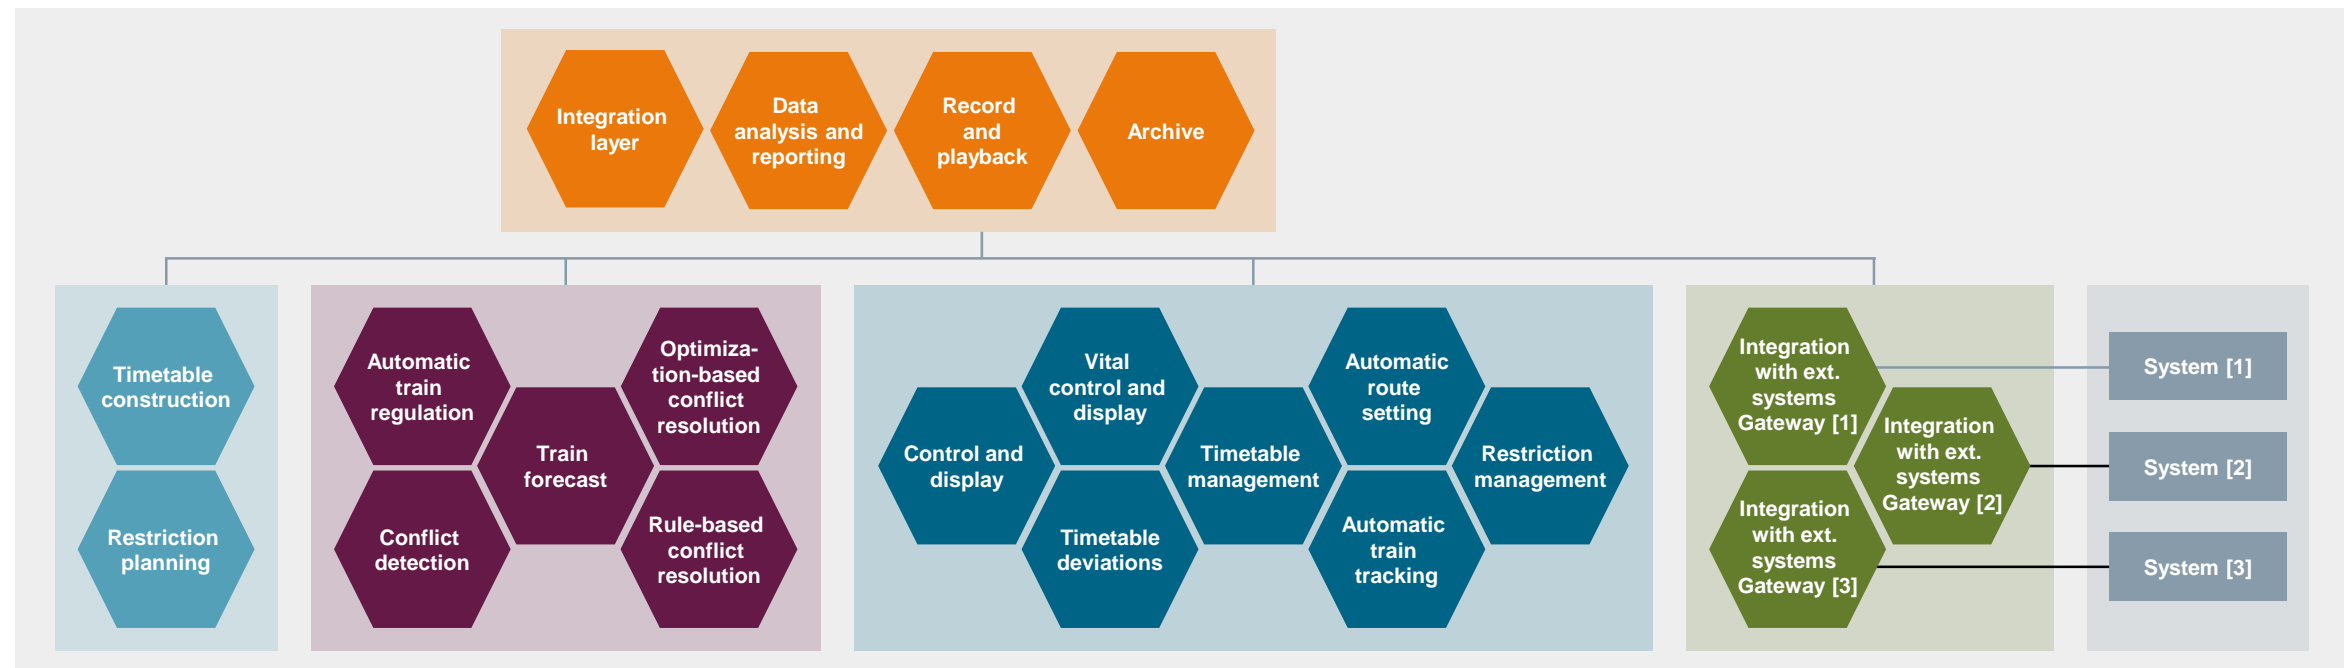 Integration
layer
Data
analysis and
reporting
Record
and
playback
Archive
Timetable
construction
Restriction
planning
Automatic
train
regulation
Optimiza-
tion-based
conflict
resolution
Train
forecast
Conflict
detection
Rule-based
conflict
resolution
Control and
display
Vital
control and
display
Timetable
deviations
Timetable
management
Automatic
route
setting
Automatic
train
tracking
Restriction
management
Integration
with ext.
systems
Gateway [1]
Integration
with ext.
systems
Gateway [2]
Integration
with ext.
systems
Gateway [3]
System [1]
System [2]
System [3]